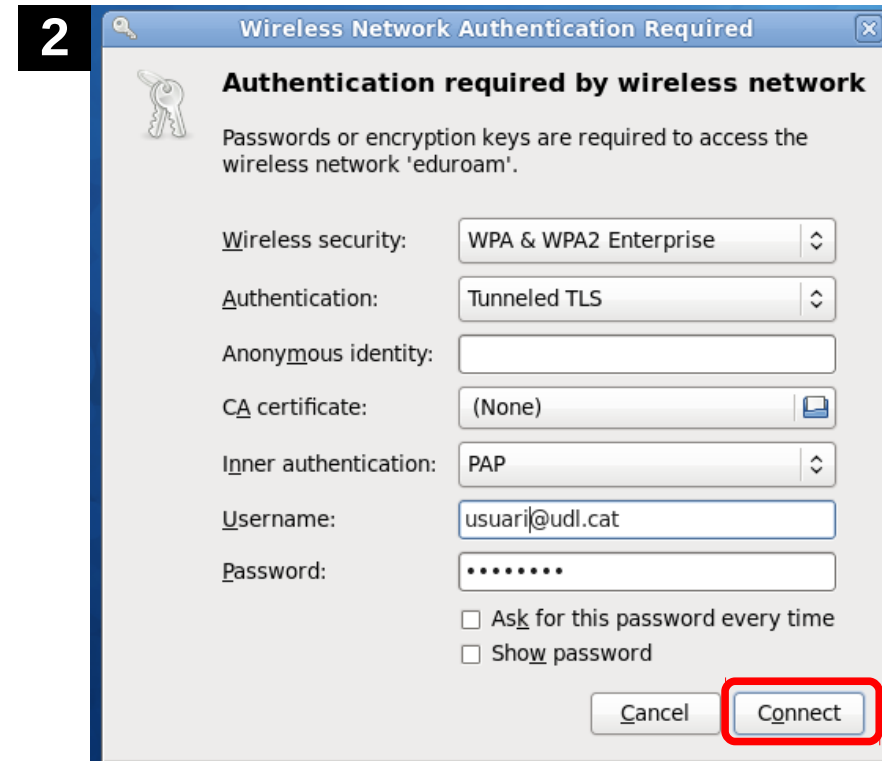 2
Wireless Network Authentication Required
Authentication required by wireless network
Passwords or encryption keys are required to access the
wireless network 'eduroam'.
Wireless security: WPA & WPA2 Enterprise
Authentication: Tunneled TLS
Anonymous identity:
CA certificate: (None)
Inner authentication: PAP
Username: usuari@udl.cat
Password: ••••••••
Ask for this password every time
Show password
Cancel Connect